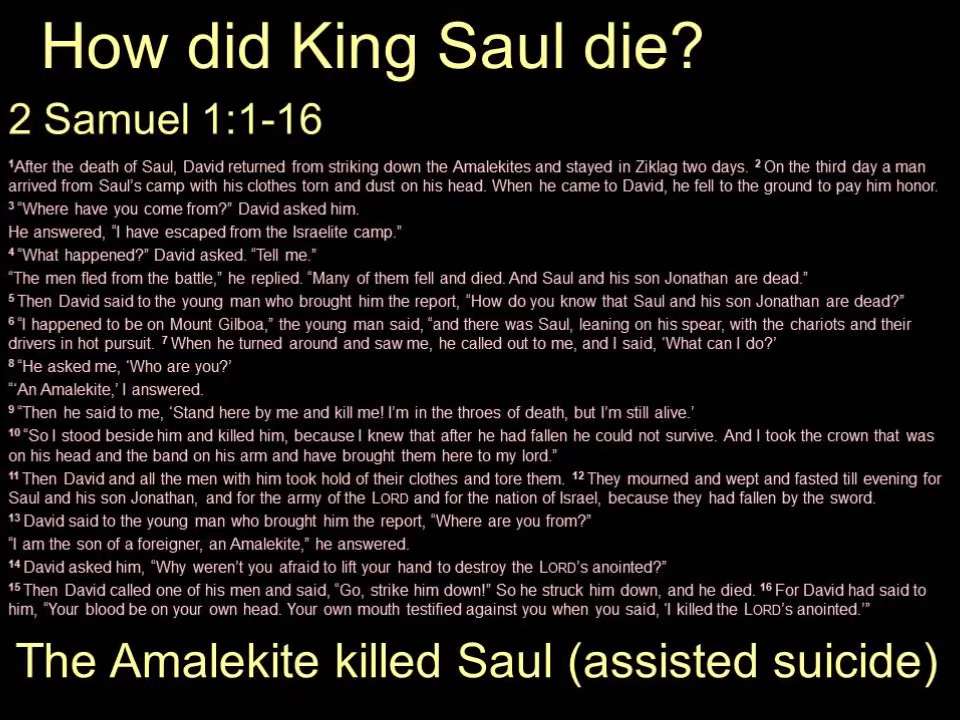 How did King Saul die?
2 Samuel 1:1-16
1After the death of Saul, David returned from striking down the Amalekites and stayed in Ziklag two days. 2 On the third day a man
arrived from Saul’s camp with his clothes torn and dust on his head. When he came to David, he fell to the ground to pay him honor.
3 “Where have you come from?” David asked him.
He answered, “I have escaped from the Israelite camp.”
4 “What happened?” David asked. “Tell me.”
“The men fled from the battle,” he replied. “Many of them fell and died. And Saul and his son Jonathan are dead.”
5 Then David said to the young man who brought him the report, “How do you know that Saul and his son Jonathan are dead?”
6 “I happened to be on Mount Gilboa,” the young man said, “and there was Saul, leaning on his spear, with the chariots and their
drivers in hot pursuit. 7 When he turned around and saw me, he called out to me, and I said, ‘What can I do?’
8 “He asked me, ‘Who are you?’
“‘An Amalekite,’ I answered.
9 “Then he said to me, ‘Stand here by me and kill me! I’m in the throes of death, but I’m still alive.’
10 “So I stood beside him and killed him, because I knew that after he had fallen he could not survive. And I took the crown that was
on his head and the band on his arm and have brought them here to my lord.”
11 Then David and all the men with him took hold of their clothes and tore them. 12 They mourned and wept and fasted till evening for
Saul and his son Jonathan, and for the army of the LORD and for the nation of Israel, because they had fallen by the sword.
13 David said to the young man who brought him the report, “Where are you from?”
“I am the son of a foreigner, an Amalekite,” he answered.
14 David asked him, “Why weren’t you afraid to lift your hand to destroy the LORD’s anointed?”
15 Then David called one of his men and said, “Go, strike him down!” So he struck him down, and he died. 16 For David had said to
him, “Your blood be on your own head. Your own mouth testified against you when you said, ‘I killed the LORD’s anointed.’”
The Amalekite killed Saul (assisted suicide)